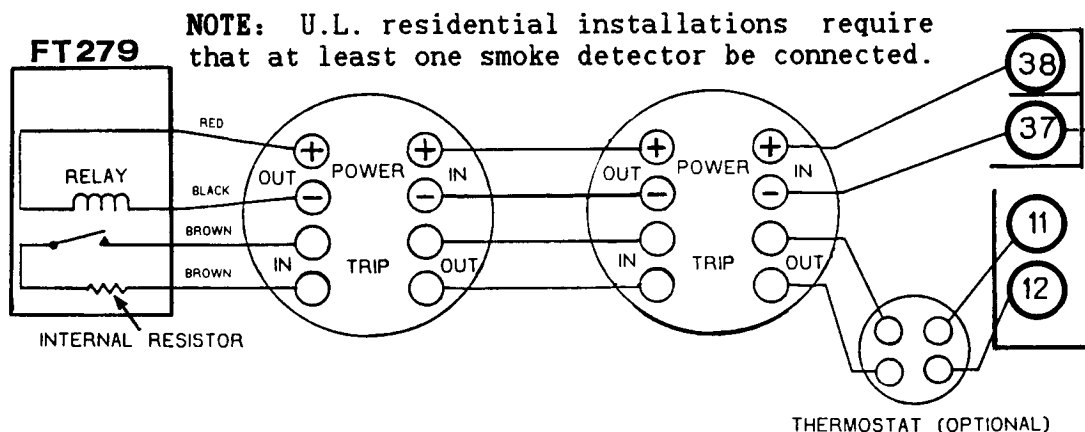 NOTE: U.L. residential installations require
that at least one smoke detector be connected.
FT279
RED
RELAY
BLACK
BROWN
BROWN
INTERNAL RESISTOR
+ POWER +
OUT IN
− −
IN TRIP OUT
+ POWER +
OUT IN
− −
IN TRIP OUT
38
37
11
12
THERMOSTAT (OPTIONAL)